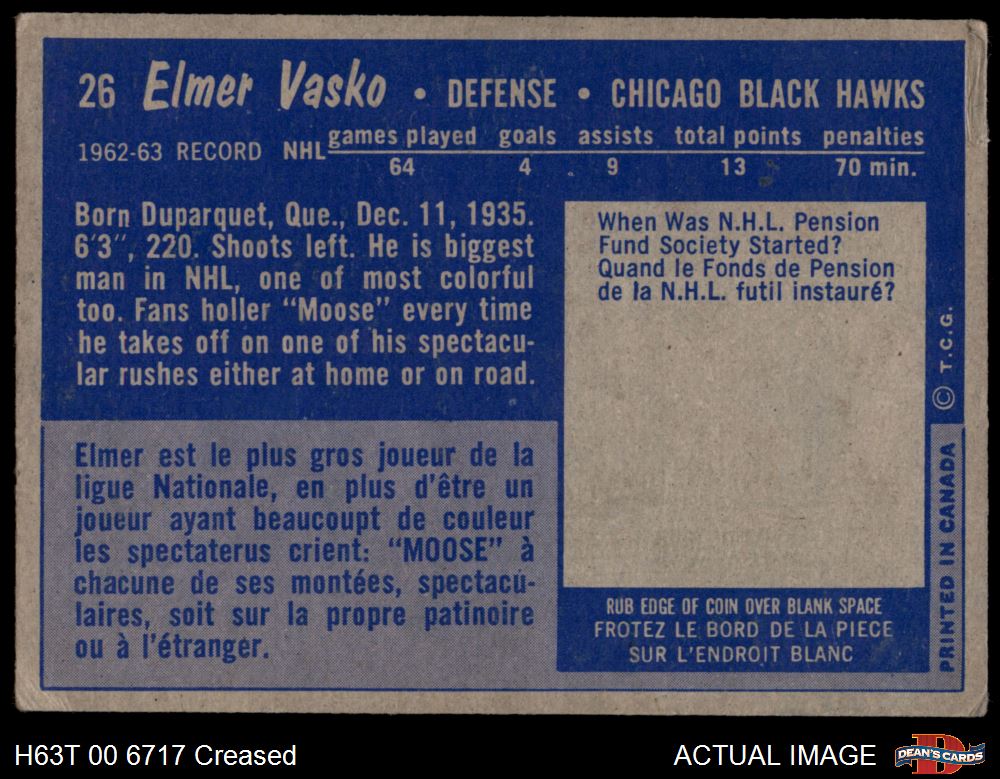 26 Elmer Vasko • DEFENSE • CHICAGO BLACK HAWKS
1962-63 RECORD NHL games played goals assists total points penalties
64 4 9 13 70 min.
Born Duparquet, Que., Dec. 11, 1935.
6'3", 220. Shoots left. He is biggest
man in NHL, one of most colorful
too. Fans holler "Moose" every time
he takes off on one of his spectacu-
lar rushes either at home or on road.
When Was N.H.L. Pension
Fund Society Started?
Quand le Fonds de Pension
de la N.H.L. futil instauré?
Elmer est le plus gros joueur de la
ligue Nationale, en plus d'être un
joueur ayant beaucoupt de couleur
les spectaterus crient: "MOOSE" à
chacune de ses montées, spectacu-
laires, soit sur la propre patinoire
ou à l'étranger.
RUB EDGE OF COIN OVER BLANK SPACE
FROTEZ LE BORD DE LA PIECE
SUR L'ENDROIT BLANC
© T.C.G.
PRINTED IN CANADA
H63T 00 6717 Creased
ACTUAL IMAGE
D
DEAN'S CARDS